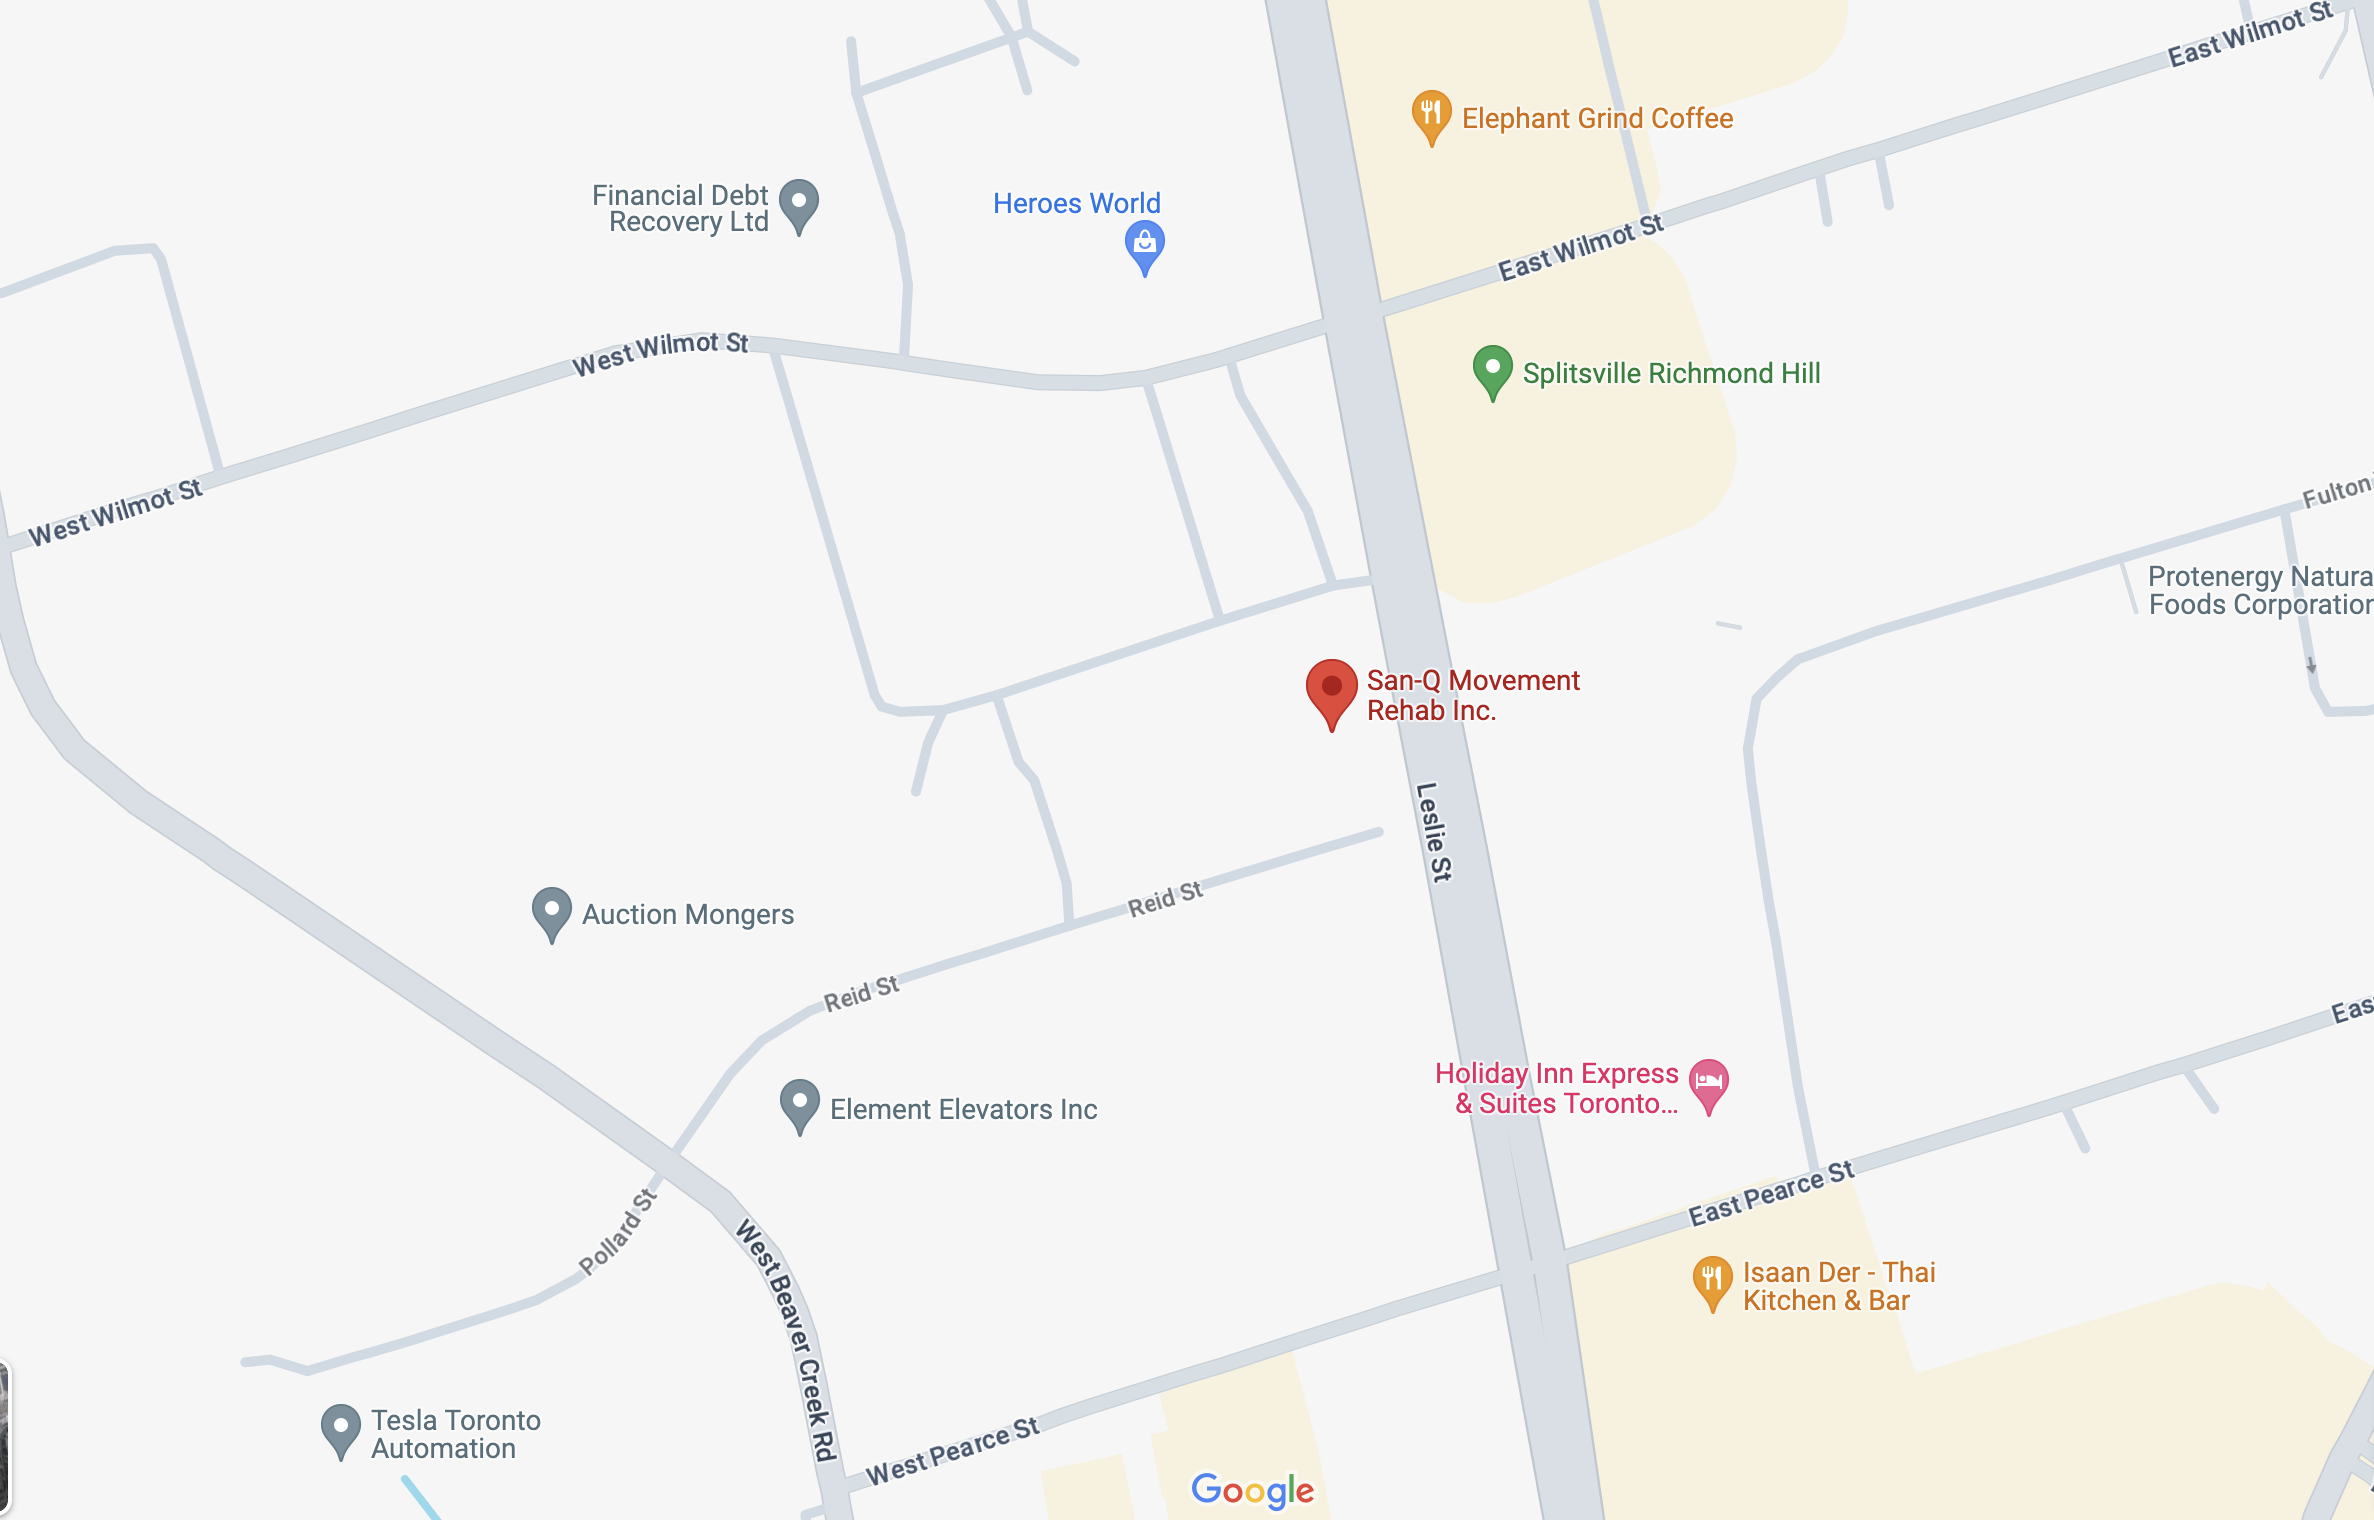 East Wilmot St
Elephant Grind Coffee
Financial Debt
Recovery Ltd
Heroes World
East Wilmot St
West Wilmot St
Splitsville Richmond Hill
West Wilmot St
Fulton
Protenergy Natura
Foods Corporation
San-Q Movement
Rehab Inc.
Leslie St
Auction Mongers
Reid St
Reid St
East
Holiday Inn Express
& Suites Toronto...
Element Elevators Inc
East Pearce St
Pollard St
West Beaver Creek Rd
Isaan Der - Thai
Kitchen & Bar
Tesla Toronto
Automation
West Pearce St
Google